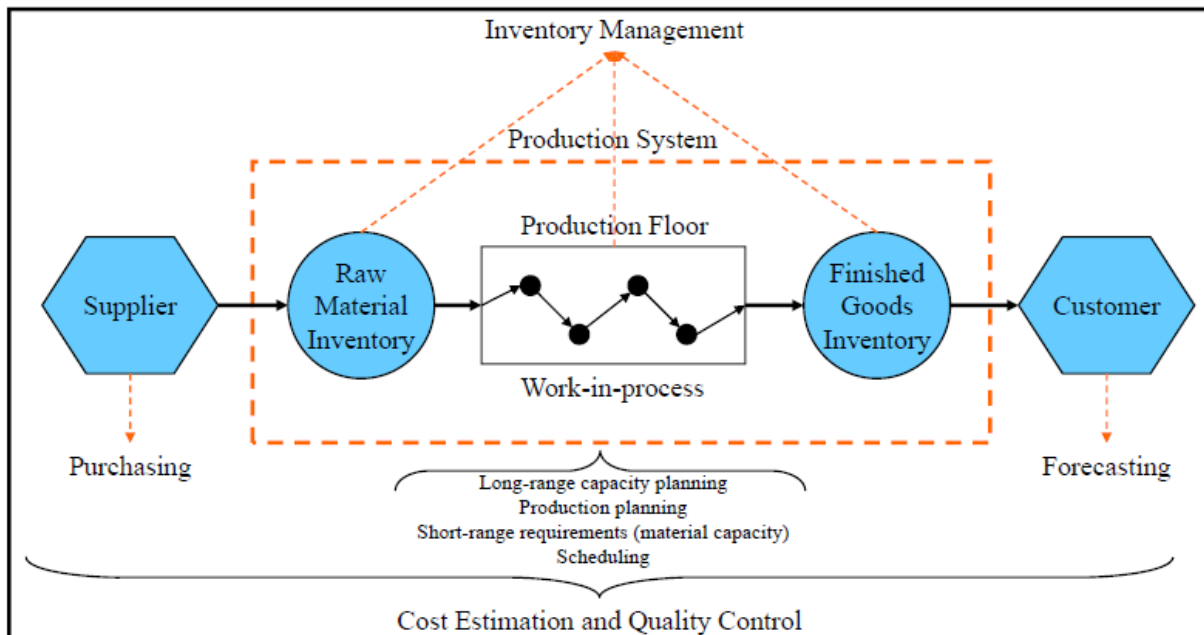 Inventory Management
Production System
Production Floor
Supplier
Raw
Material
Inventory
Finished
Goods
Inventory
Customer
Work-in-process
Purchasing
Forecasting
Long-range capacity planning
Production planning
Short-range requirements (material capacity)
Scheduling
Cost Estimation and Quality Control